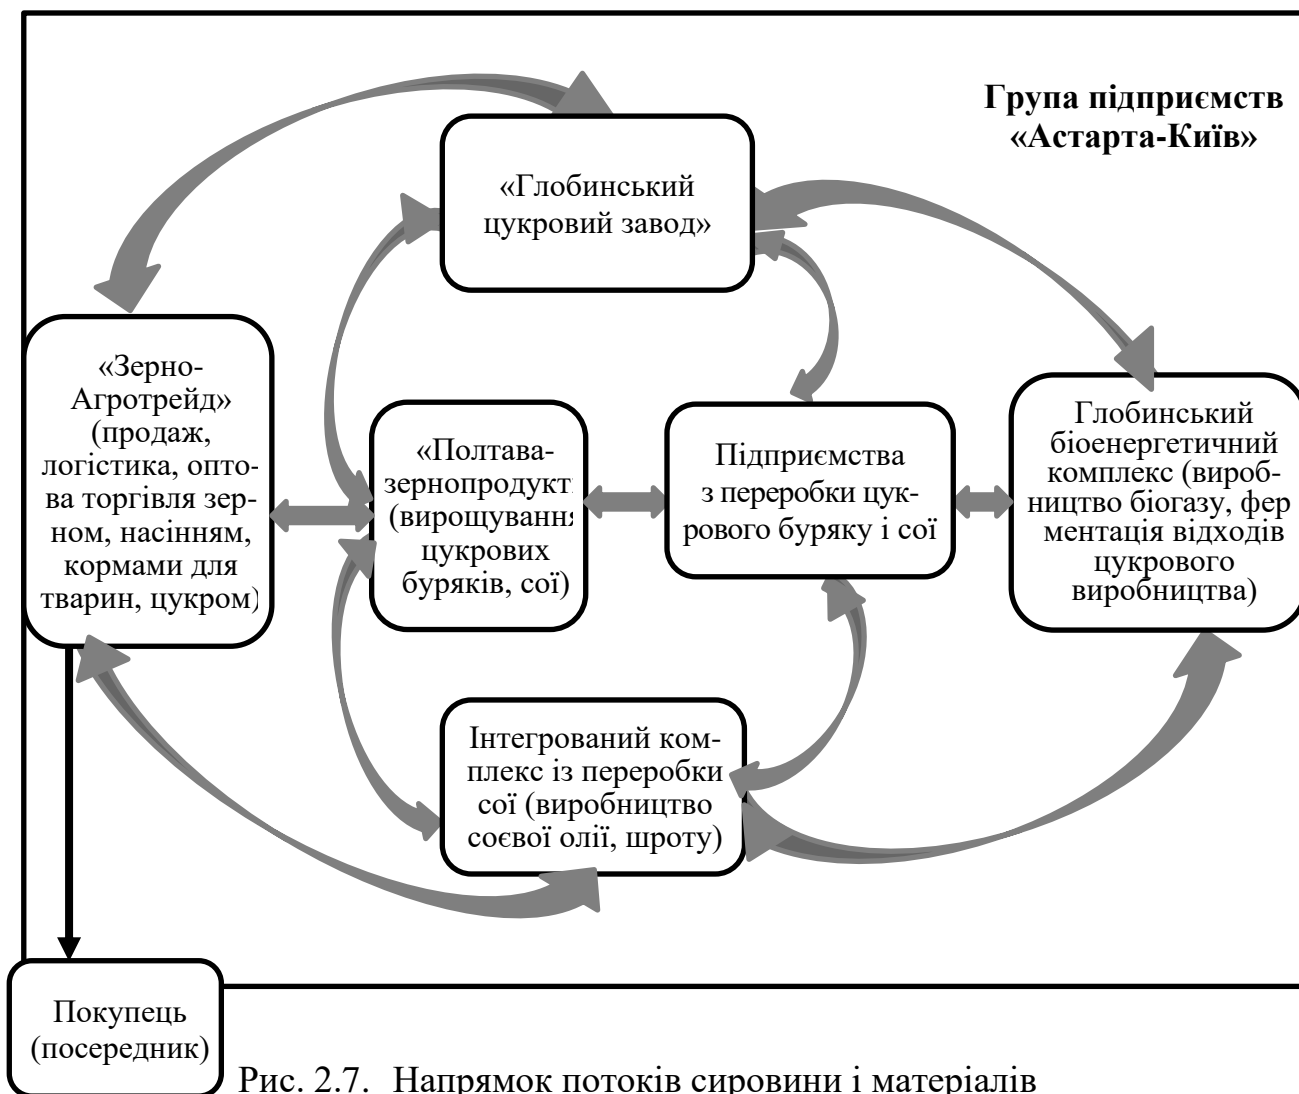 Група підприємств
«Астарта-Київ»
«Глобинський
цукровий завод»
«Зерно-
Агротрейд»
(продаж,
логістика, опто-
ва торгівля зер-
ном, насінням,
кормами для
тварин, цукром)
«Полтава-
зернопродукт
(вирощування
цукрових
буряків, сої)
Підприємства
з переробки цук-
рового буряку і сої
Глобинський
біоенергетичний
комплекс (вироб-
ництво біогазу, фер
ментація відходів
цукрового
виробництва)
Інтегрований ком-
плекс із переробки
сої (виробництво
соєвої олії, шроту)
Покупець
(посередник)
Рис. 2.7. Напрямок потоків сировини і матеріалів